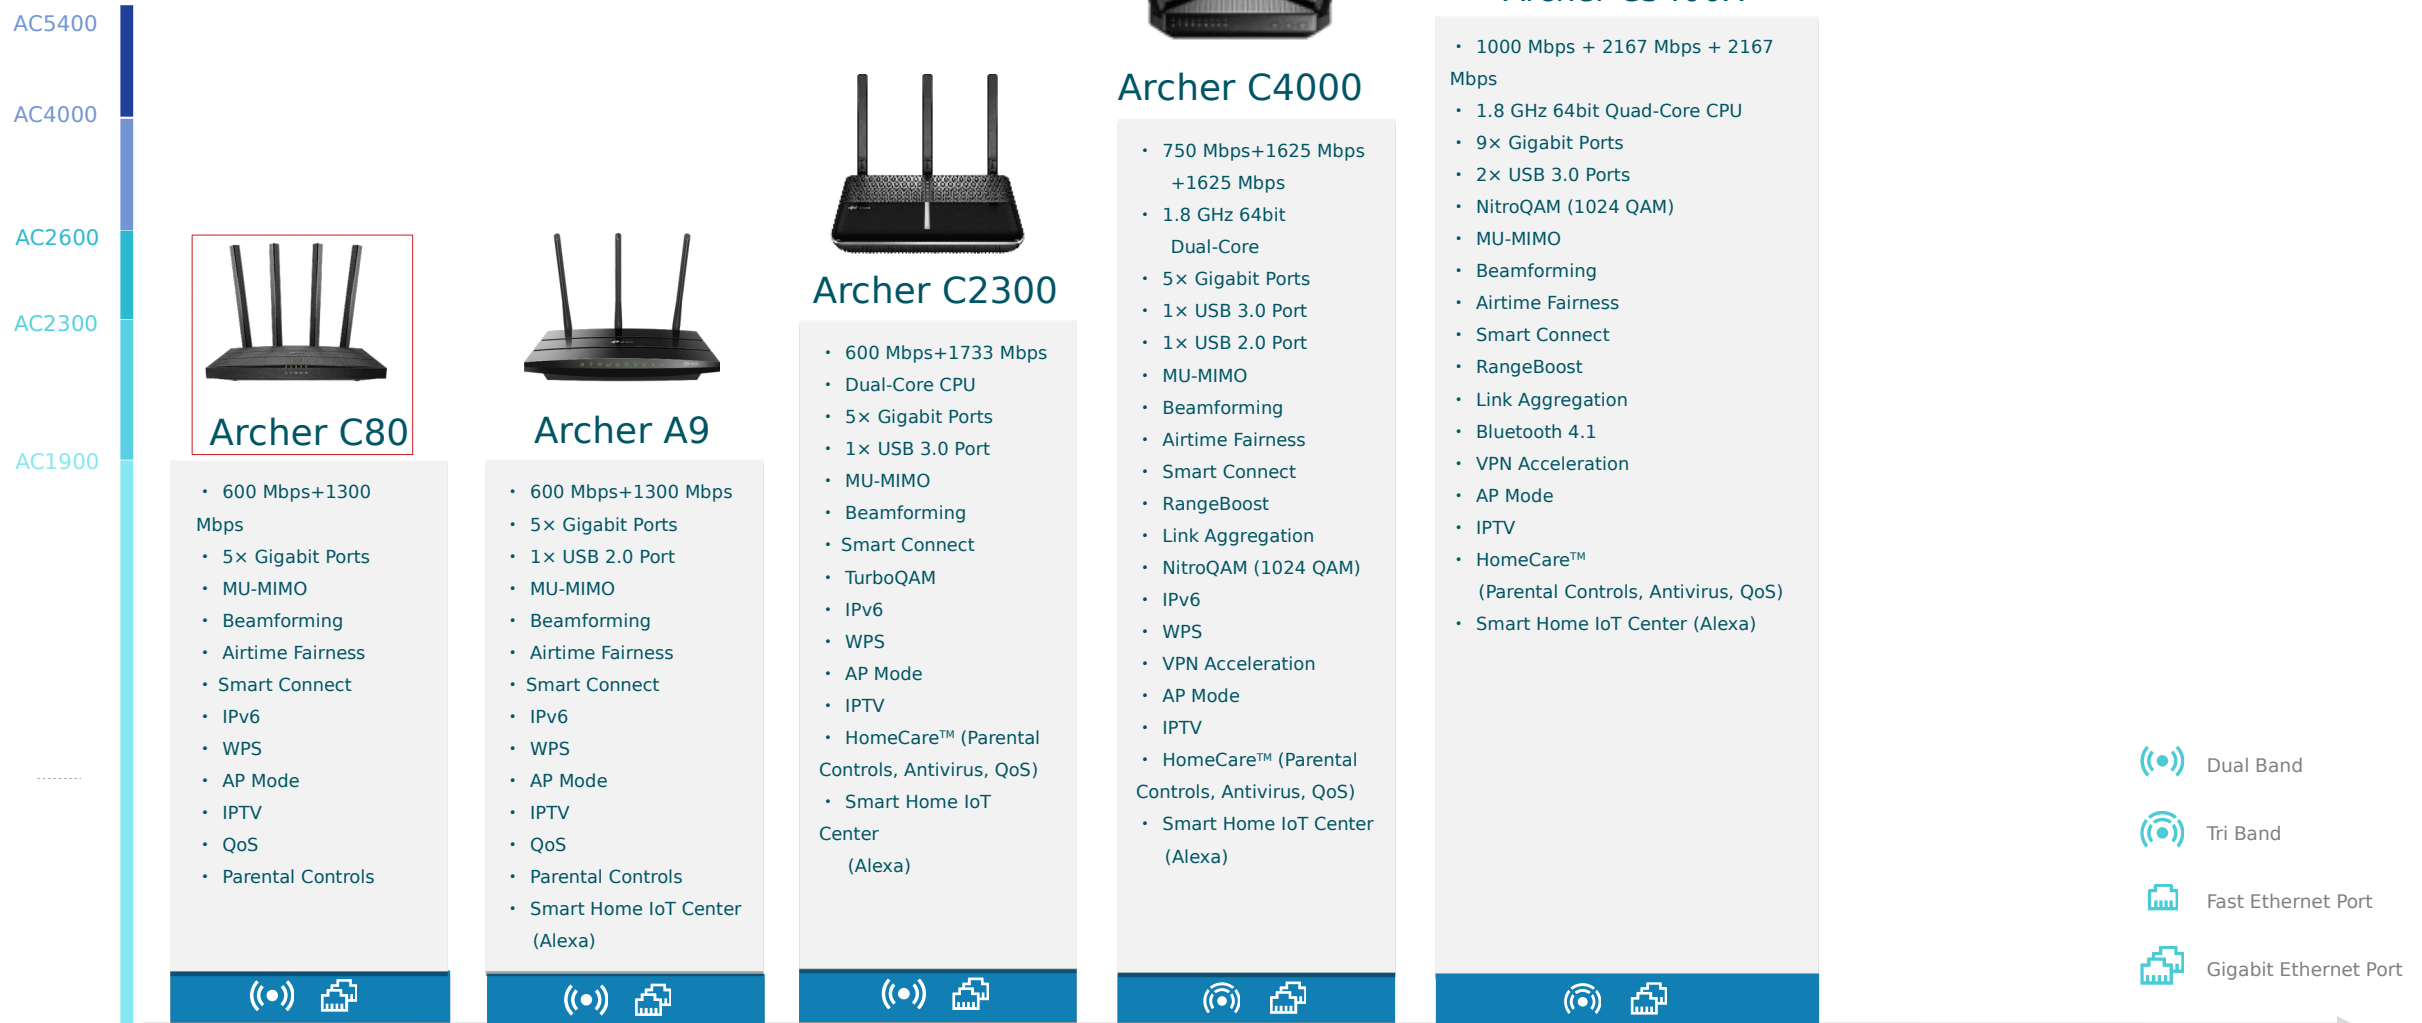 AC5400
AC4000
AC2600
AC2300
AC1900
Archer C80
• 600 Mbps+1300
Mbps
• 5× Gigabit Ports
• MU-MIMO
• Beamforming
• Airtime Fairness
• Smart Connect
• IPv6
• WPS
• AP Mode
• IPTV
• QoS
• Parental Controls
Archer A9
• 600 Mbps+1300 Mbps
• 5× Gigabit Ports
• 1× USB 2.0 Port
• MU-MIMO
• Beamforming
• Airtime Fairness
• Smart Connect
• IPv6
• WPS
• AP Mode
• IPTV
• QoS
• Parental Controls
• Smart Home IoT Center
(Alexa)
Archer C2300
• 600 Mbps+1733 Mbps
• Dual-Core CPU
• 5× Gigabit Ports
• 1× USB 3.0 Port
• MU-MIMO
• Beamforming
• Smart Connect
• TurboQAM
• IPv6
• WPS
• AP Mode
• IPTV
• HomeCare™ (Parental
Controls, Antivirus, QoS)
• Smart Home IoT
Center
(Alexa)
Archer C4000
• 750 Mbps+1625 Mbps
+1625 Mbps
• 1.8 GHz 64bit
Dual-Core
• 5× Gigabit Ports
• 1× USB 3.0 Port
• 1× USB 2.0 Port
• MU-MIMO
• Beamforming
• Airtime Fairness
• Smart Connect
• RangeBoost
• Link Aggregation
• NitroQAM (1024 QAM)
• IPv6
• WPS
• VPN Acceleration
• AP Mode
• IPTV
• HomeCare™ (Parental
Controls, Antivirus, QoS)
• Smart Home IoT Center
(Alexa)
• 1000 Mbps + 2167 Mbps + 2167
Mbps
• 1.8 GHz 64bit Quad-Core CPU
• 9× Gigabit Ports
• 2× USB 3.0 Ports
• NitroQAM (1024 QAM)
• MU-MIMO
• Beamforming
• Airtime Fairness
• Smart Connect
• RangeBoost
• Link Aggregation
• Bluetooth 4.1
• VPN Acceleration
• AP Mode
• IPTV
• HomeCare™
(Parental Controls, Antivirus, QoS)
• Smart Home IoT Center (Alexa)
Dual Band
Tri Band
Fast Ethernet Port
Gigabit Ethernet Port